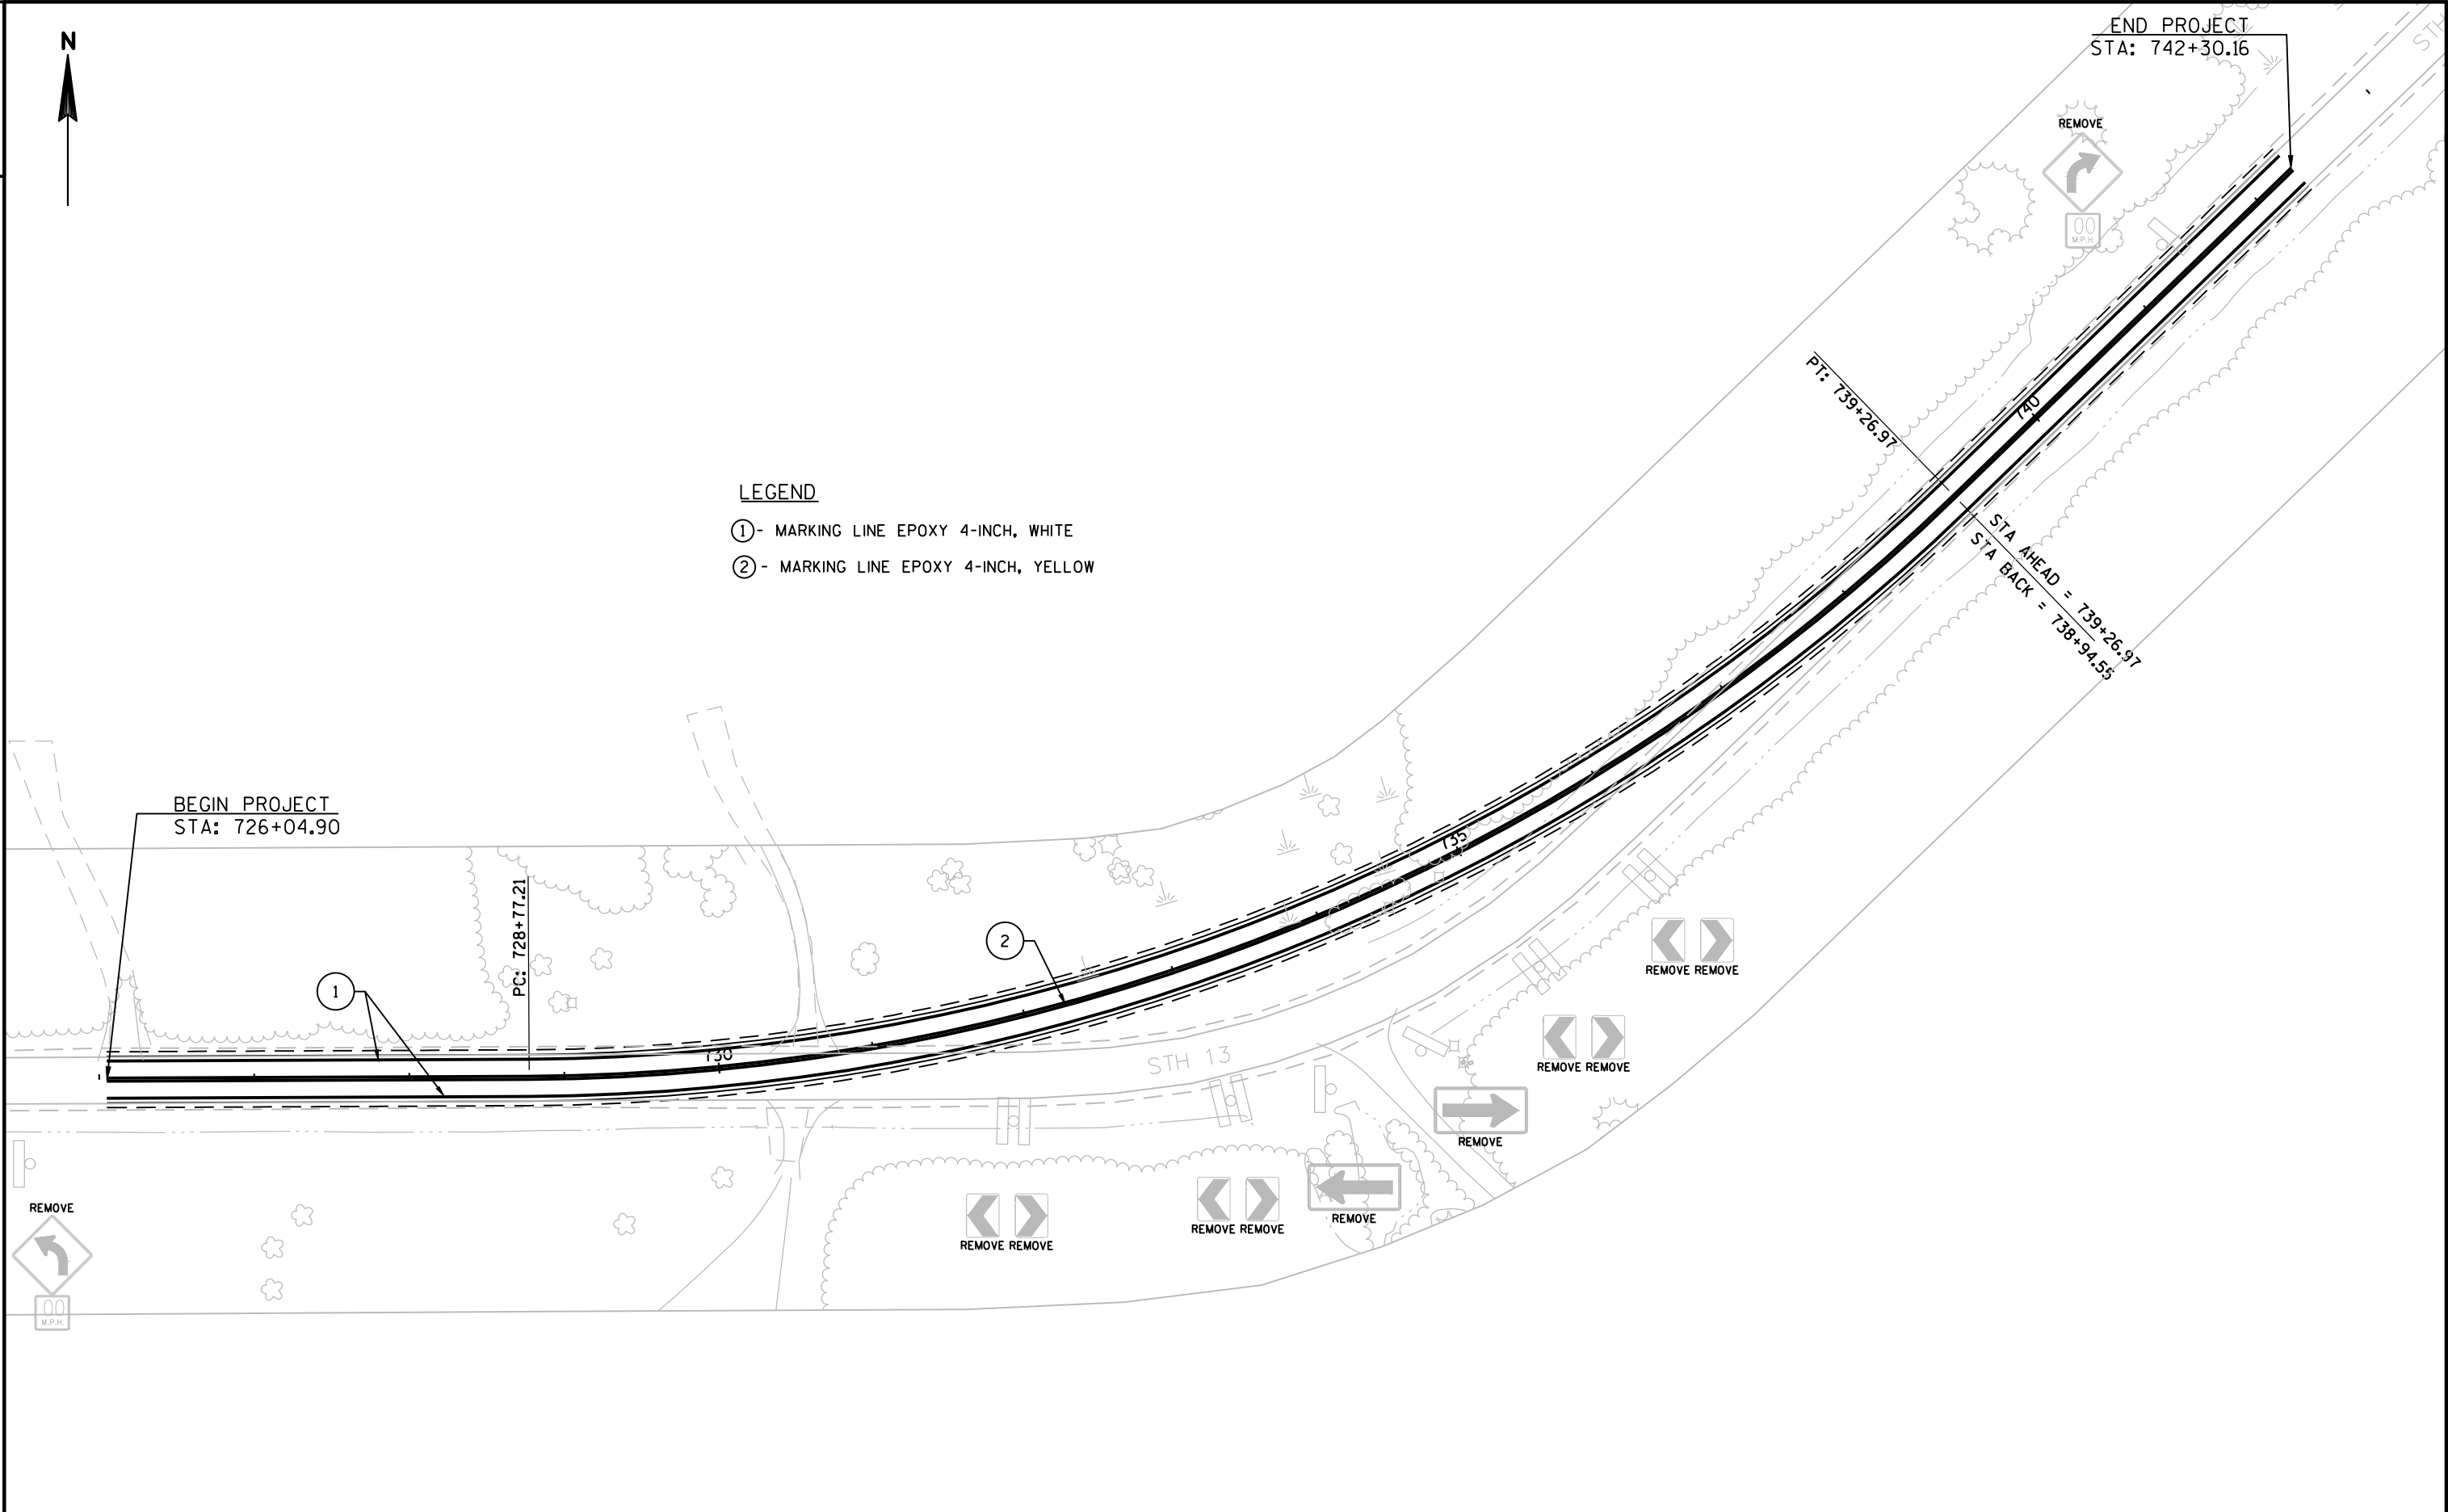 N
END PROJECT
STA: 742+30.16
STH
REMOVE
00
M.P.H.
PT: 739+26.97
740
STA AHEAD = 739+26.97
STA BACK = 738+94.55
LEGEND
1 - MARKING LINE EPOXY 4-INCH, WHITE
2 - MARKING LINE EPOXY 4-INCH, YELLOW
BEGIN PROJECT
STA: 726+04.90
735
PC: 728+77.21
2
1
730
STH 13
REMOVE REMOVE
REMOVE REMOVE
REMOVE
REMOVE
REMOVE REMOVE
REMOVE REMOVE
REMOVE
00
M.P.H.